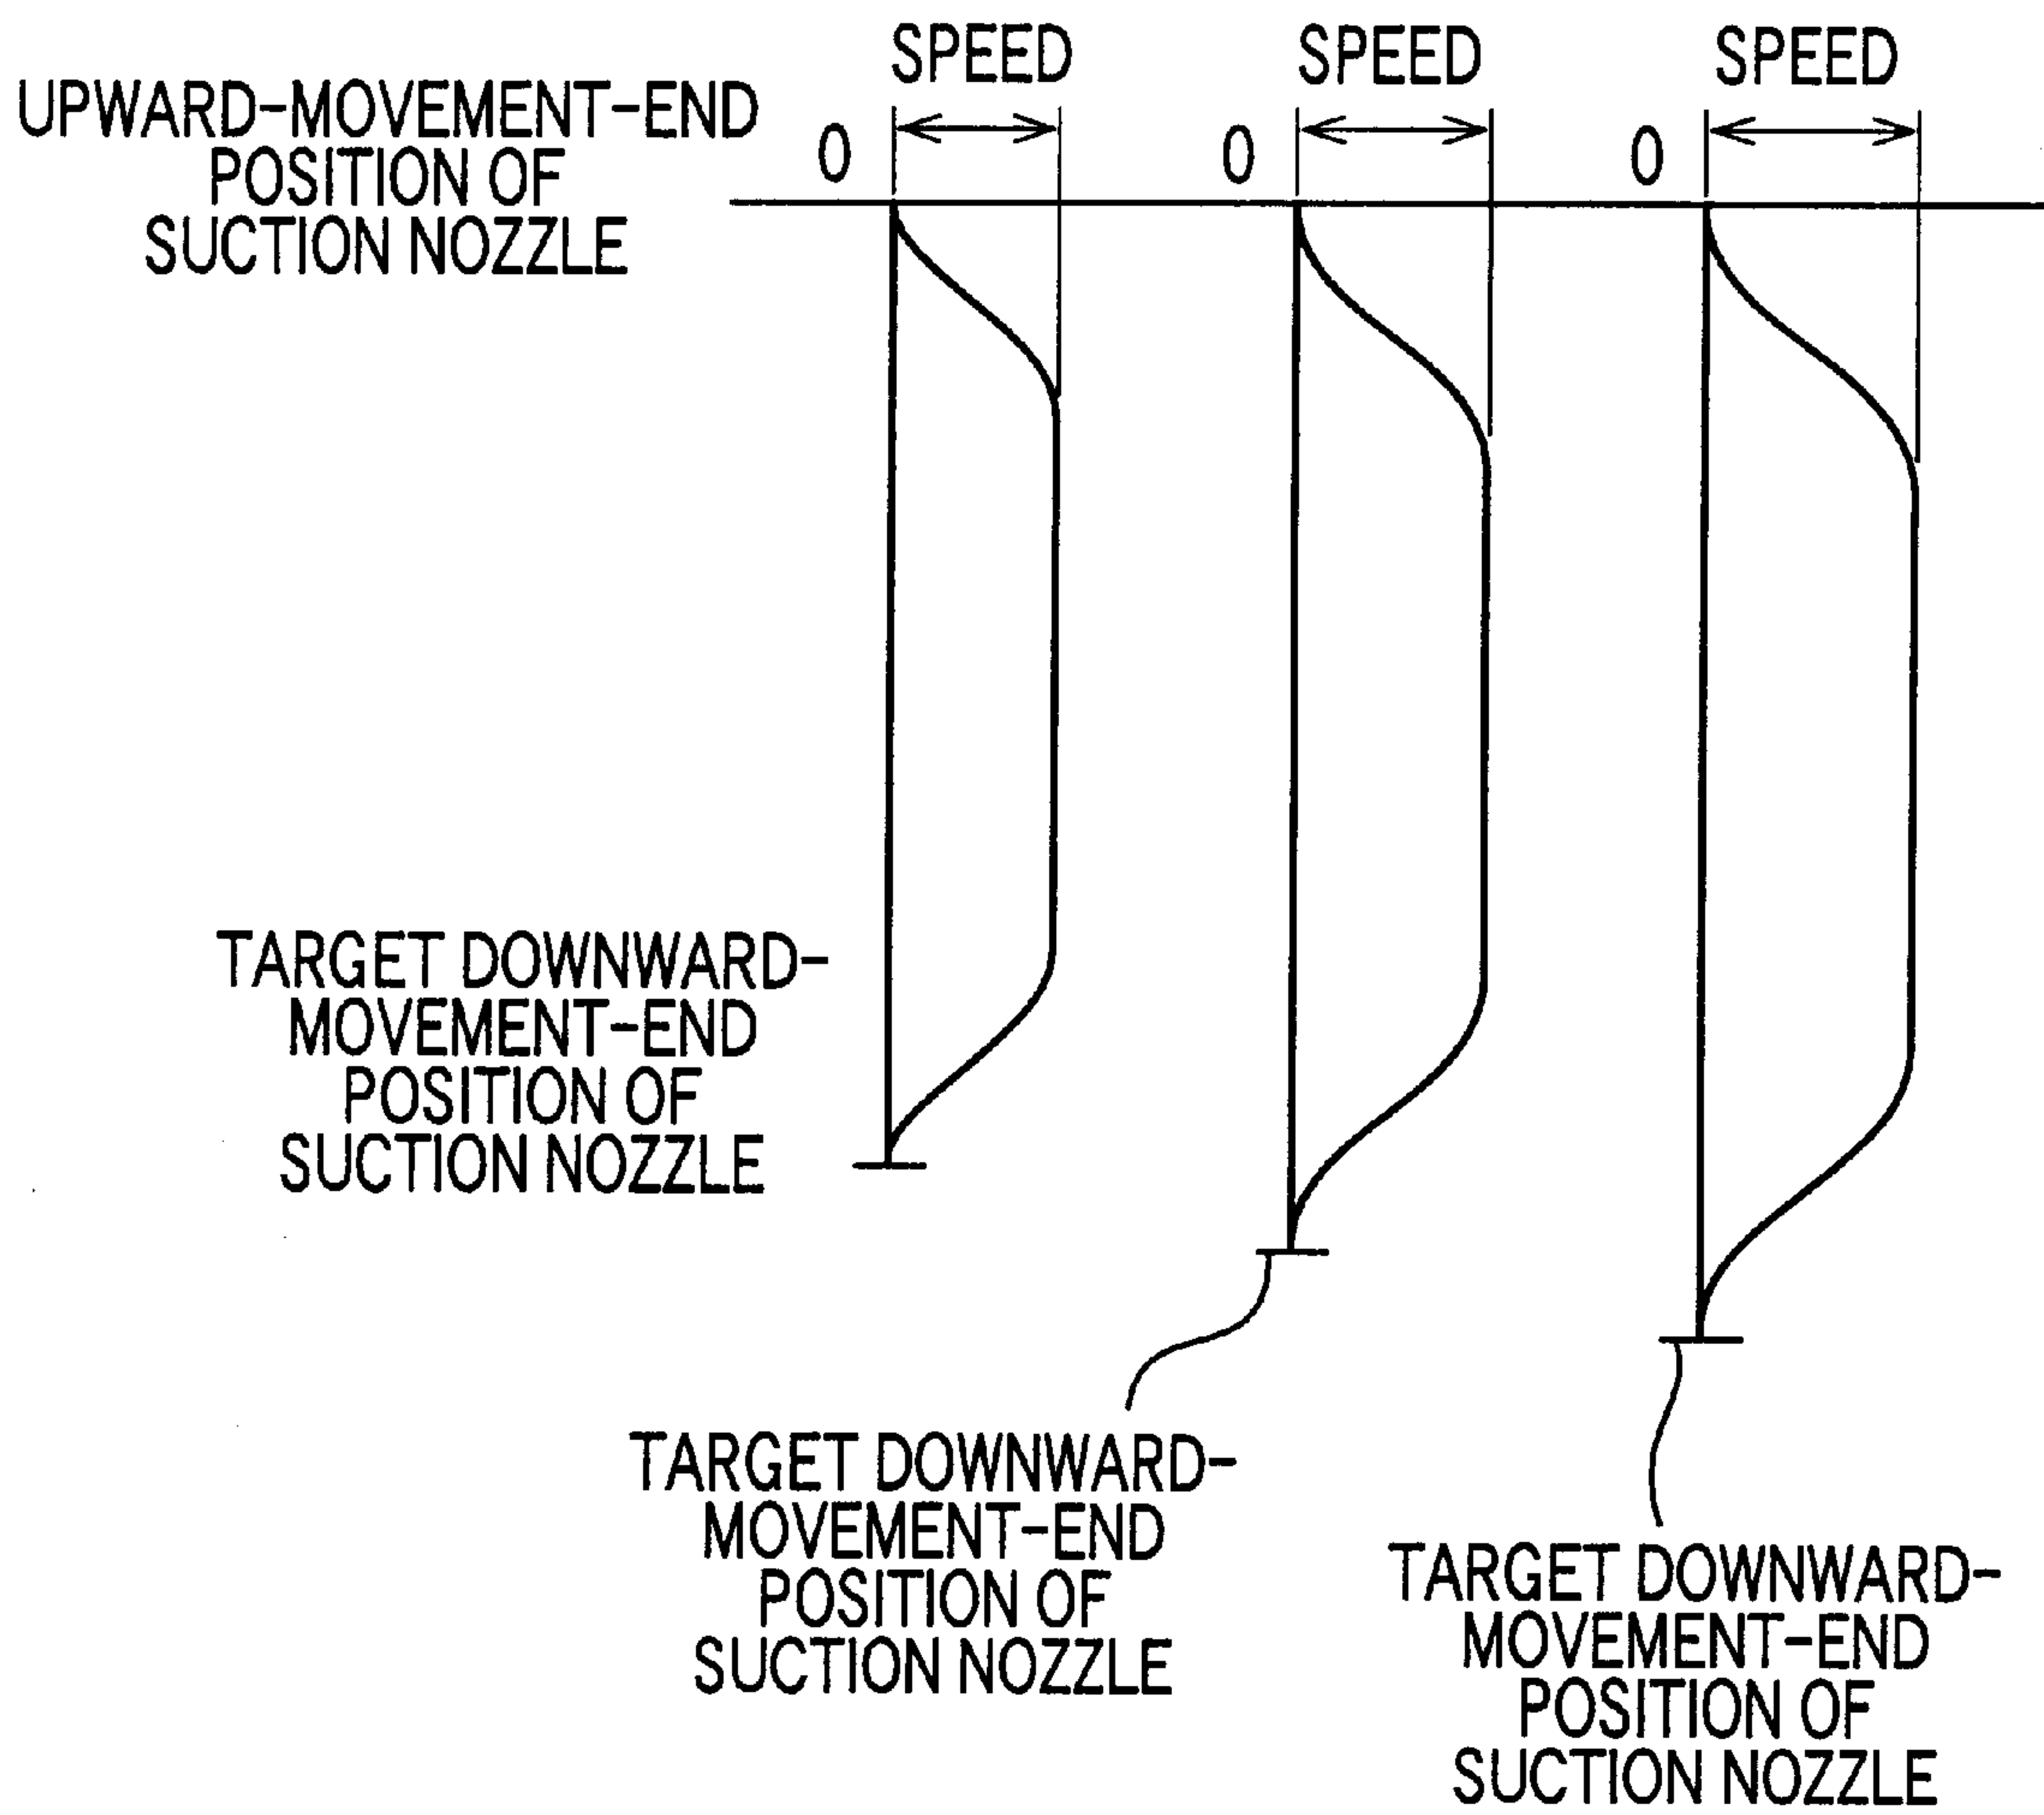 SPEED
SPEED
SPEED
UPWARD-MOVEMENT-END
POSITION OF
SUCTION NOZZLE
0
0
0
TARGET DOWNWARD-
MOVEMENT-END
POSITION OF
SUCTION NOZZLE
TARGET DOWNWARD-
MOVEMENT-END
POSITION OF
SUCTION NOZZLE
TARGET DOWNWARD-
MOVEMENT-END
POSITION OF
SUCTION NOZZLE